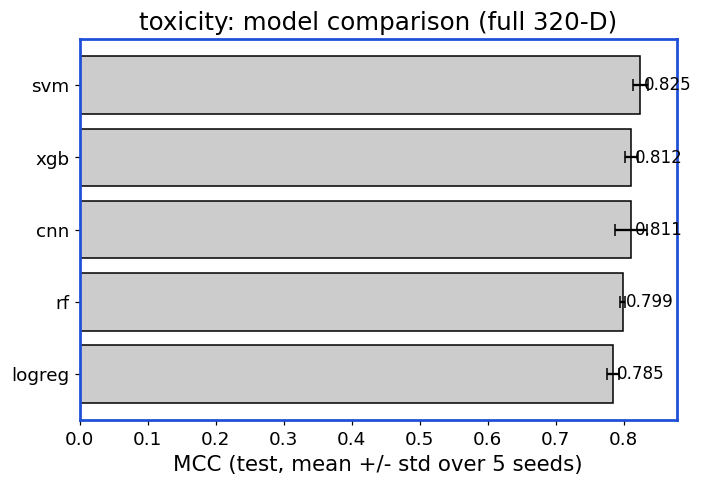 toxicity: model comparison (full 320-D)
svm 0.825
xgb 0.812
cnn 0.811
rf 0.799
logreg 0.785
0.0 0.1 0.2 0.3 0.4 0.5 0.6 0.7 0.8
MCC (test, mean +/- std over 5 seeds)